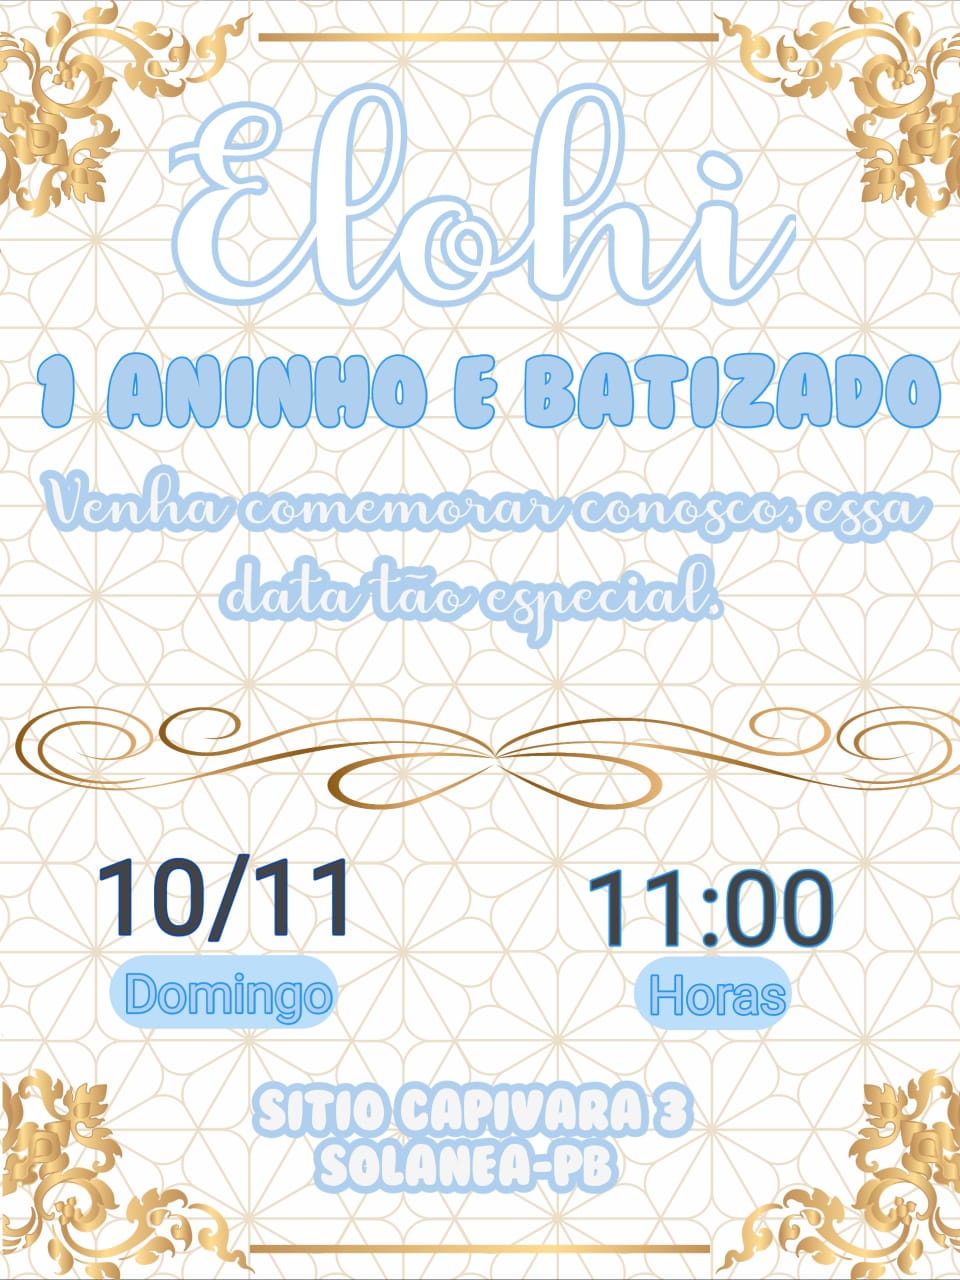 Elohi
1 ANINHO E BATIZADO
Venha comemorar conosco, essa
data tão especial.
10/11
11:00
Domingo
Horas
SITIO CAPIVARA 3
SOLANEA-PB